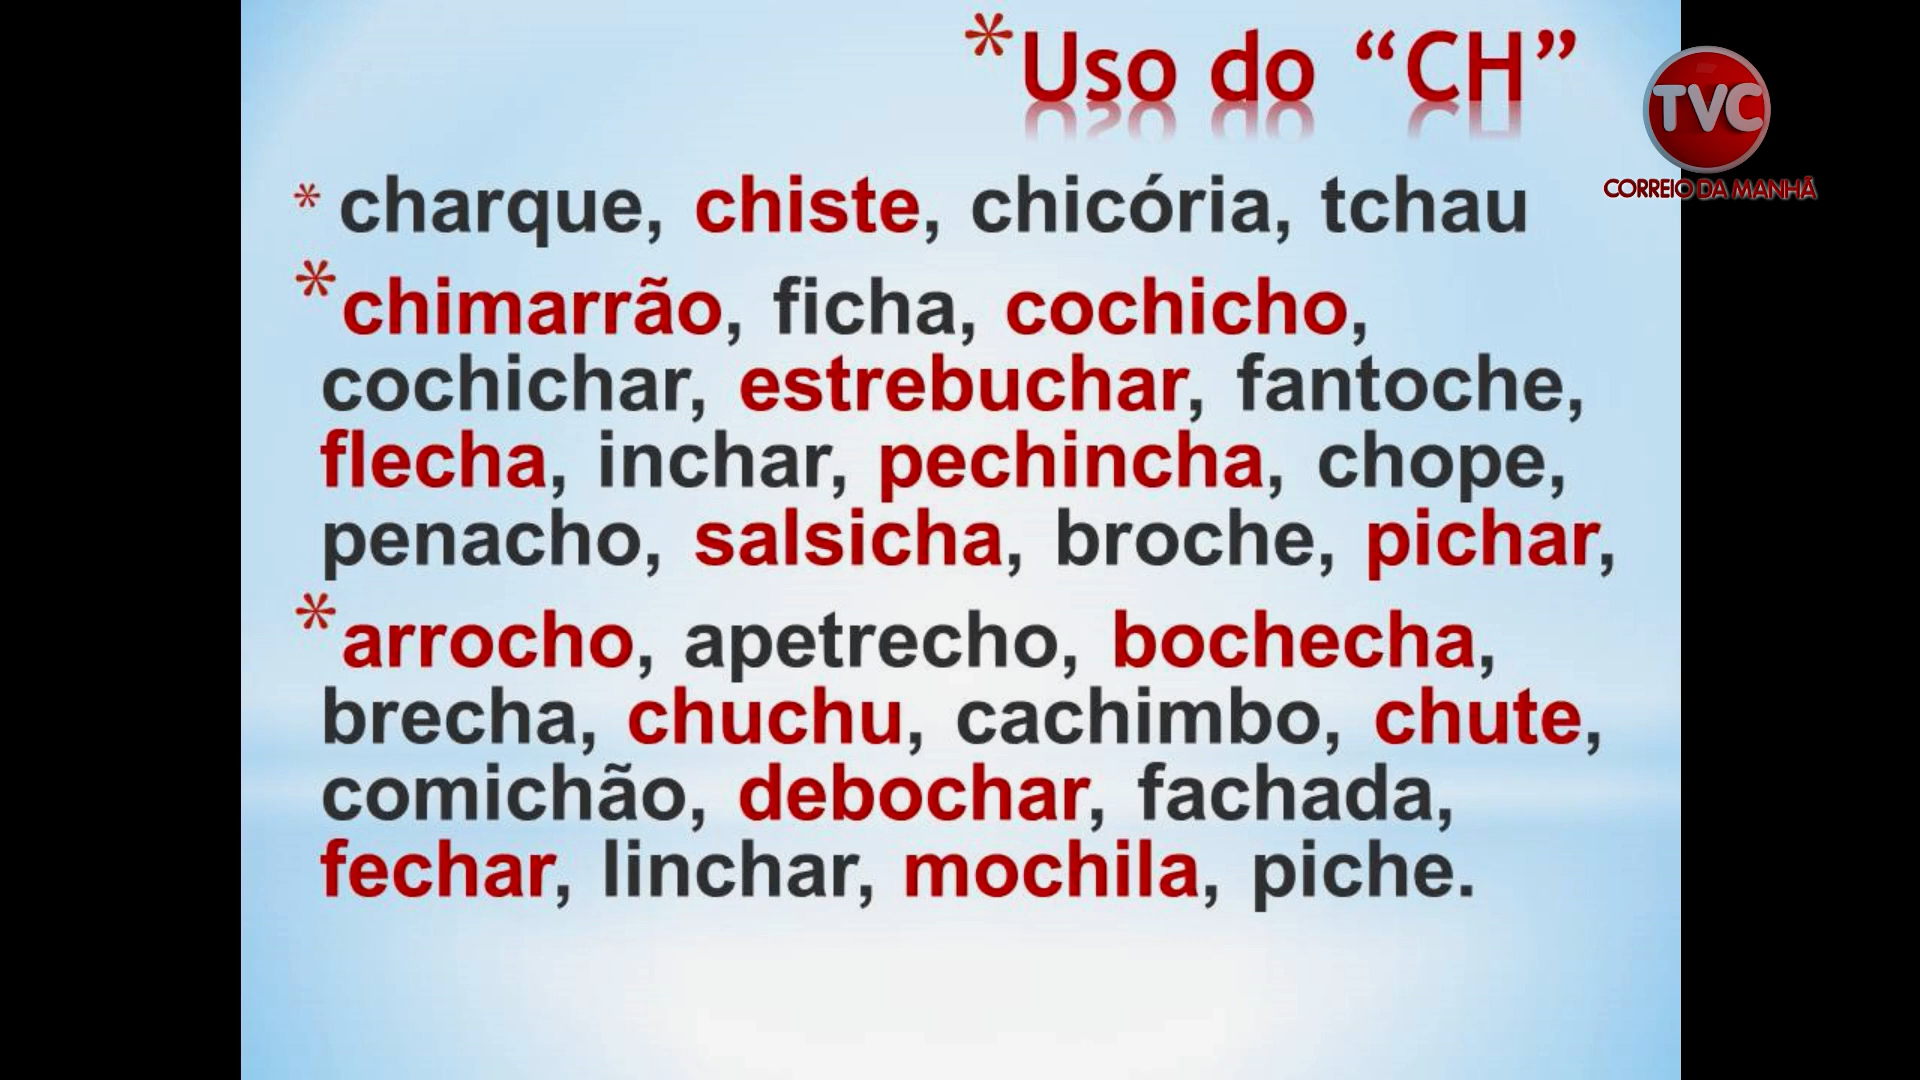 *Uso do “CH”
TVC
CORREIO DA MANHÃ
* charque, chiste, chicória, tchau
*chimarrão, ficha, cochicho,
cochichar, estrebuchar, fantoche,
flecha, inchar, pechincha, chope,
penacho, salsicha, broche, pichar,
*arrocho, apetrecho, bochecha,
brecha, chuchu, cachimbo, chute,
comichão, debochar, fachada,
fechar, linchar, mochila, piche.